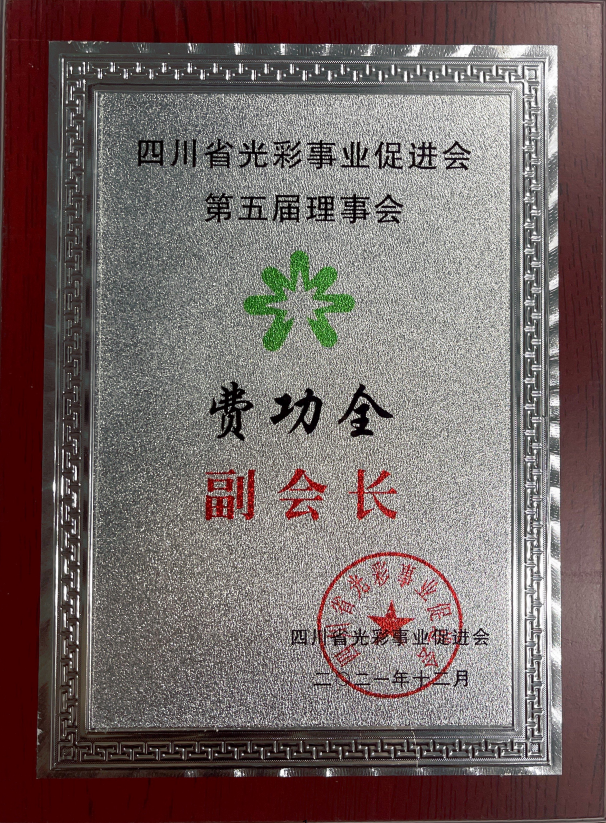 四川省光彩事业促进会
第五届理事会
费功全
副会长
四川省光彩事业促进会
二〇二一年十二月